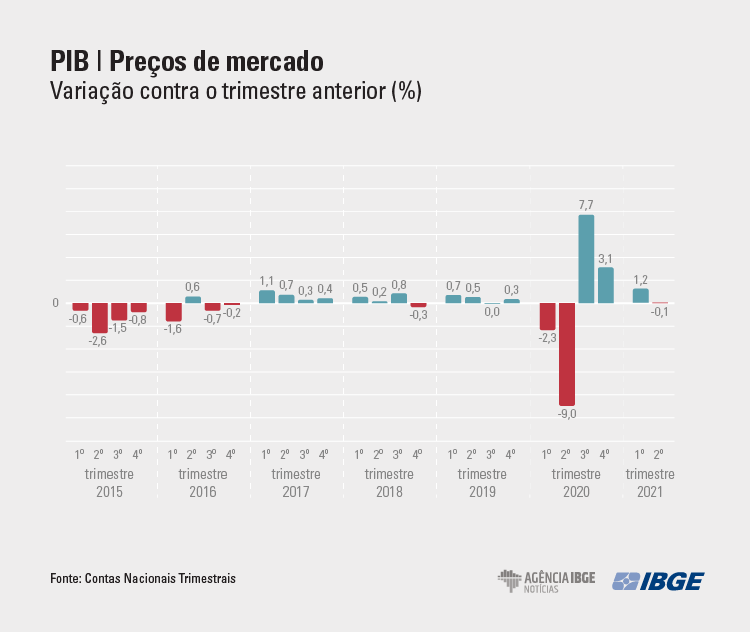 PIB | Preços de mercado
Variação contra o trimestre anterior (%)
7,7
3,1
1,1 0,7 0,3 0,4
0,5 0,2 0,8
0,7 0,5 0,3
0,6
1,2
0
-0,6 -2,6 -1,5 -0,8
-1,6 -0,7 -0,2
-0,3
0,0
-2,3
-9,0
-0,1
1º 2º 3º 4º 1º 2º 3º 4º 1º 2º 3º 4º 1º 2º 3º 4º 1º 2º 3º 4º 1º 2º 3º 4º 1º 2º
trimestre trimestre trimestre trimestre trimestre trimestre trimestre
2015 2016 2017 2018 2019 2020 2021
Fonte: Contas Nacionais Trimestrais
AGÊNCIA IBGE
NOTÍCIAS
IBGE